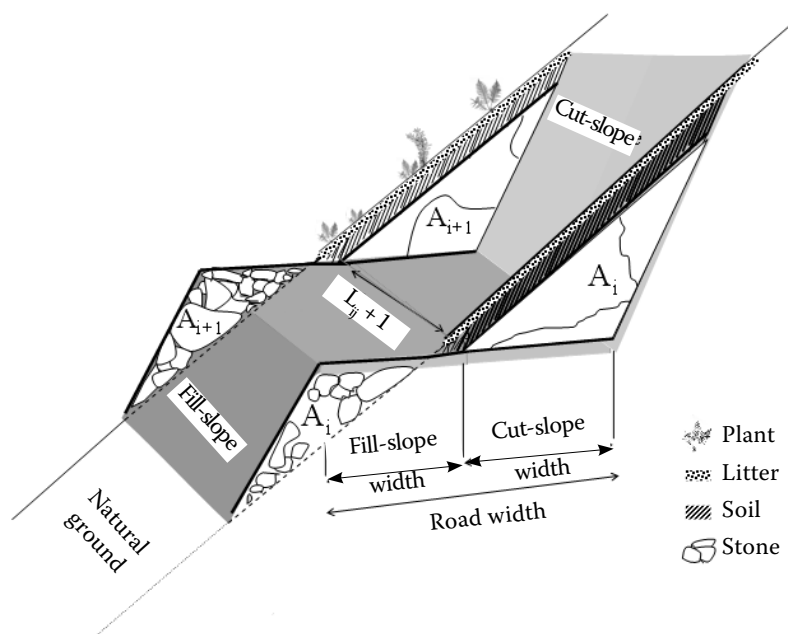 Cut-slope
A i+1
A i
L ij + 1
A i+1
Fill-slope
A i
Fill-slope
width
Cut-slope
width
Road width
Natural
ground
Plant
Litter
Soil
Stone